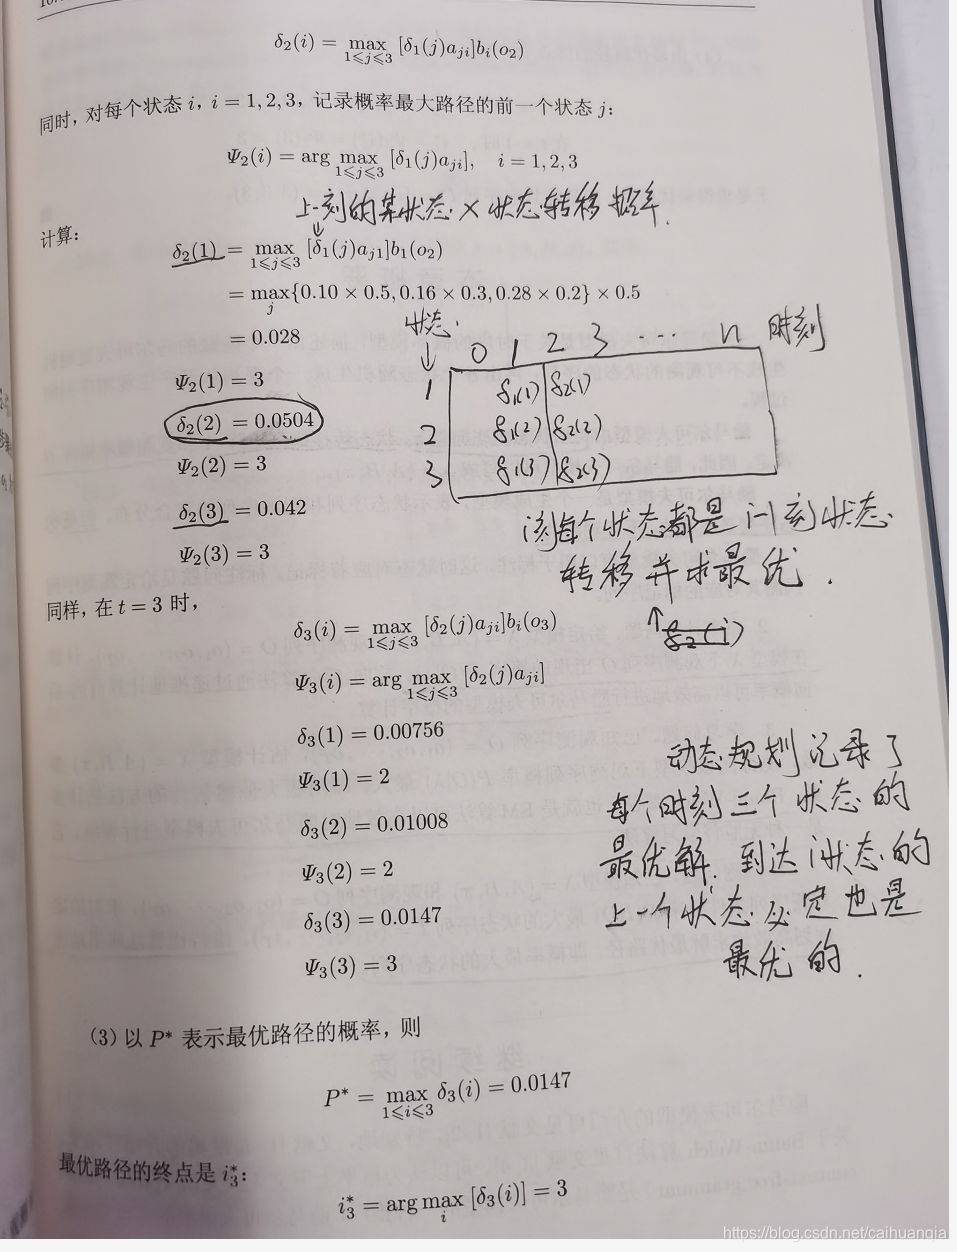 δ₂(i) = max_{1≤j≤3} [δ₁(j)a_{ji}]b_i(o₂)
同时，对每个状态 i，i = 1, 2, 3，记录概率最大路径的前一个状态 j：
Ψ₂(i) = arg max_{1≤j≤3} [δ₁(j)a_{ji}], i = 1, 2, 3
上一刻的某状态 × 状态转移概率.
计算：
δ₂(1) = max_{1≤j≤3} [δ₁(j)a_{j1}]b₁(o₂)
= max_j {0.10 × 0.5, 0.16 × 0.3, 0.28 × 0.2} × 0.5
= 0.028
Ψ₂(1) = 3
δ₂(2) = 0.0504
Ψ₂(2) = 3
δ₂(3) = 0.042
Ψ₂(3) = 3
状态.
0 1 2 3 ·· n 时刻
1 δ₁(1) δ₂(1)
2 δ₁(2) δ₂(2)
3 δ₁(3) δ₂(3)
每个状态都是
状态
转移并求最优.
δ₂(i)
同样，在 t = 3 时，
δ₃(i) = max_{1≤j≤3} [δ₂(j)a_{ji}]b_i(o₃)
Ψ₃(i) = arg max_{1≤j≤3} [δ₂(j)a_{ji}]
δ₃(1) = 0.00756
Ψ₃(1) = 2
δ₃(2) = 0.01008
Ψ₃(2) = 2
δ₃(3) = 0.0147
Ψ₃(3) = 3
动态规划记录了
每个时刻三个状态的
最优解. 到达i状态的
上一个状态必定也是
最优的.
(3) 以 P* 表示最优路径的概率，则
P* = max_{1≤i≤3} δ₃(i) = 0.0147
最优路径的终点是 i₃*：
i₃* = arg max_i [δ₃(i)] = 3
https://blog.csdn.net/caihuanqia